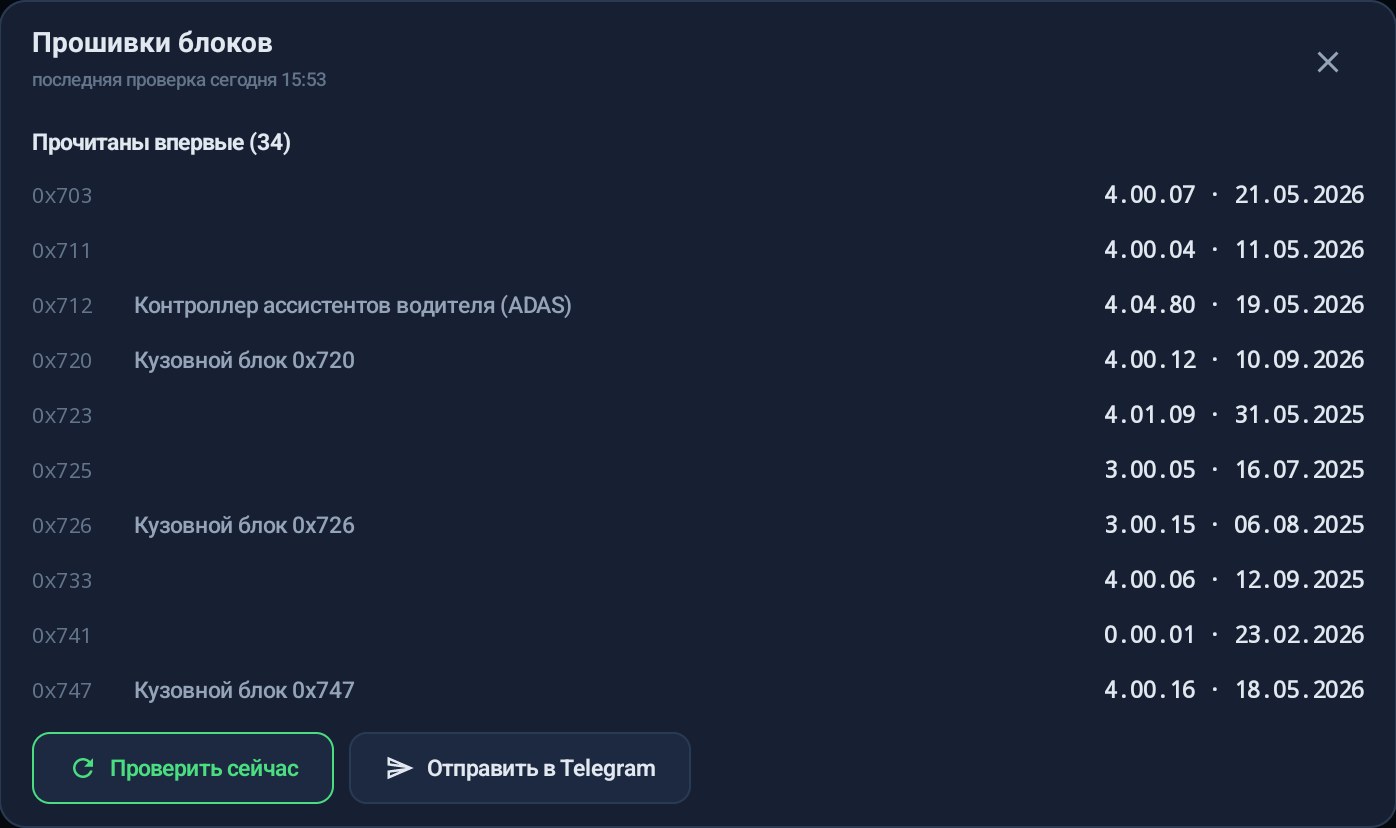 Прошивки блоков
последняя проверка сегодня 15:53
Прочитаны впервые (34)
0x703 4.00.07 · 21.05.2026
0x711 4.00.04 · 11.05.2026
0x712 Контроллер ассистентов водителя (ADAS) 4.04.80 · 19.05.2026
0x720 Кузовной блок 0x720 4.00.12 · 10.09.2026
0x723 4.01.09 · 31.05.2025
0x725 3.00.05 · 16.07.2025
0x726 Кузовной блок 0x726 3.00.15 · 06.08.2025
0x733 4.00.06 · 12.09.2025
0x741 0.00.01 · 23.02.2026
0x747 Кузовной блок 0x747 4.00.16 · 18.05.2026
Проверить сейчас Отправить в Telegram